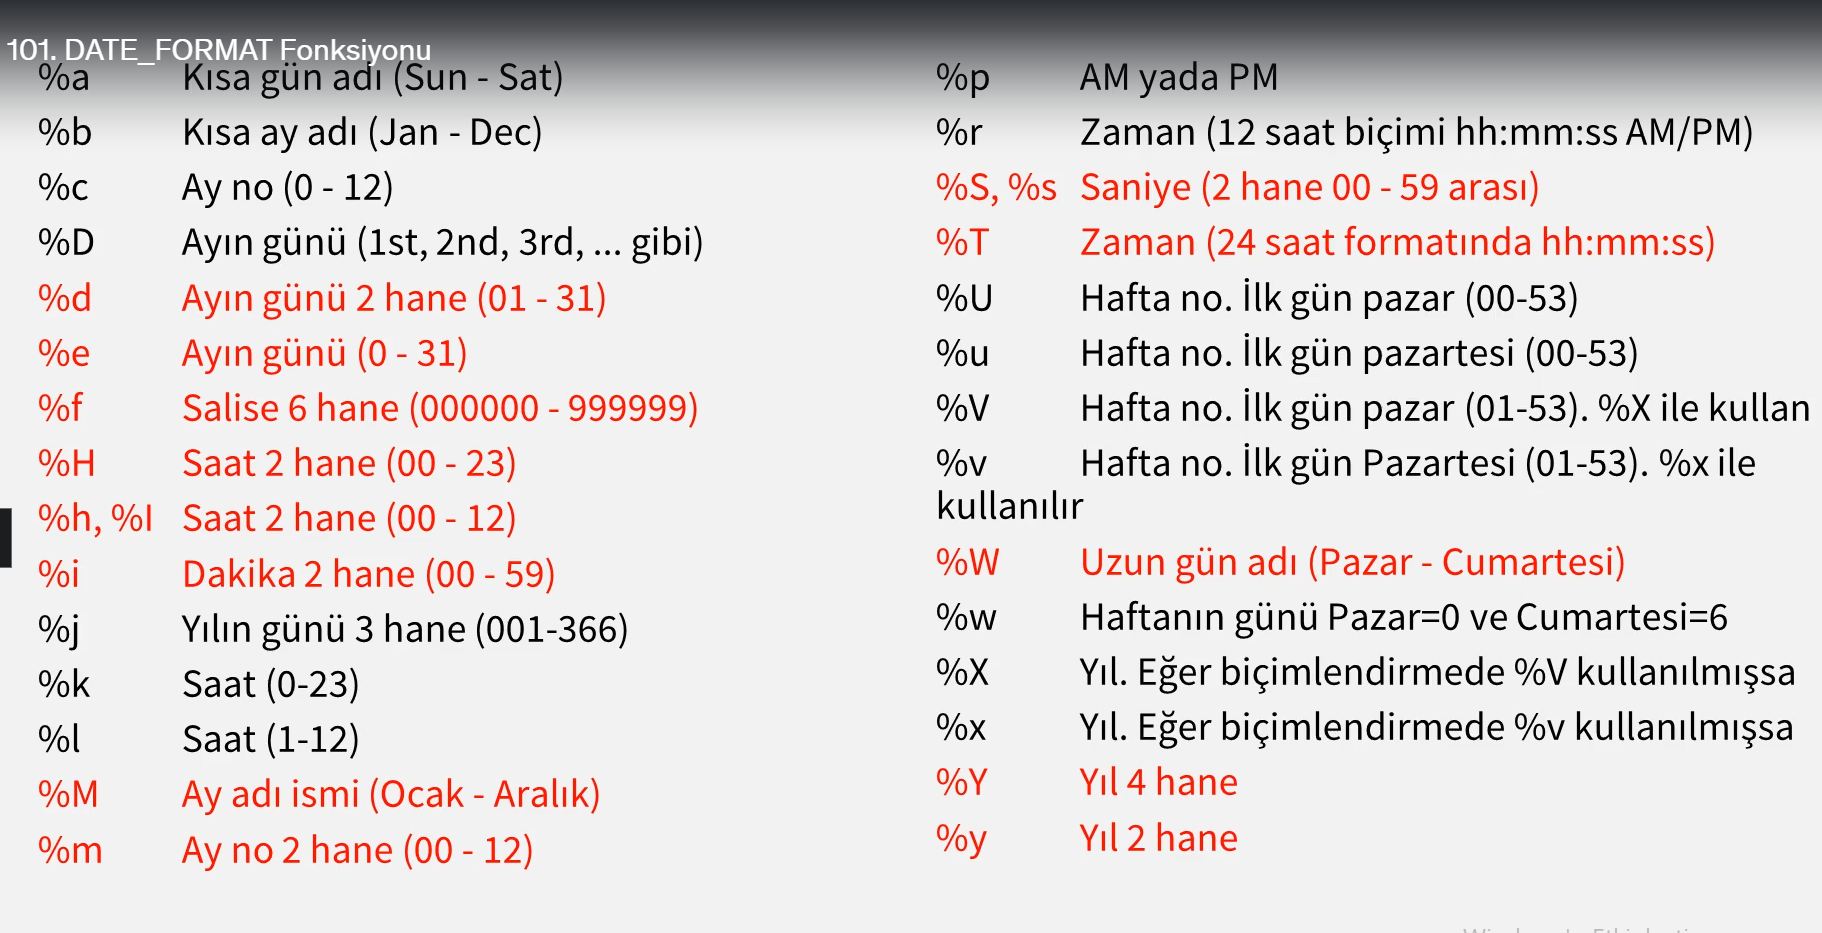 101. DATE_FORMAT Fonksiyonu
%a Kısa gün adı (Sun - Sat)
%b Kısa ay adı (Jan - Dec)
%c Ay no (0 - 12)
%D Ayın günü (1st, 2nd, 3rd, ... gibi)
%d Ayın günü 2 hane (01 - 31)
%e Ayın günü (0 - 31)
%f Salise 6 hane (000000 - 999999)
%H Saat 2 hane (00 - 23)
%h, %I Saat 2 hane (00 - 12)
%i Dakika 2 hane (00 - 59)
%j Yılın günü 3 hane (001-366)
%k Saat (0-23)
%l Saat (1-12)
%M Ay adı ismi (Ocak - Aralık)
%m Ay no 2 hane (00 - 12)
%p AM yada PM
%r Zaman (12 saat biçimi hh:mm:ss AM/PM)
%S, %s Saniye (2 hane 00 - 59 arası)
%T Zaman (24 saat formatında hh:mm:ss)
%U Hafta no. İlk gün pazar (00-53)
%u Hafta no. İlk gün pazartesi (00-53)
%V Hafta no. İlk gün pazar (01-53). %X ile kullan
%v Hafta no. İlk gün Pazartesi (01-53). %x ile
kullanılır
%W Uzun gün adı (Pazar - Cumartesi)
%w Haftanın günü Pazar=0 ve Cumartesi=6
%X Yıl. Eğer biçimlendirmede %V kullanılmışsa
%x Yıl. Eğer biçimlendirmede %v kullanılmışsa
%Y Yıl 4 hane
%y Yıl 2 hane